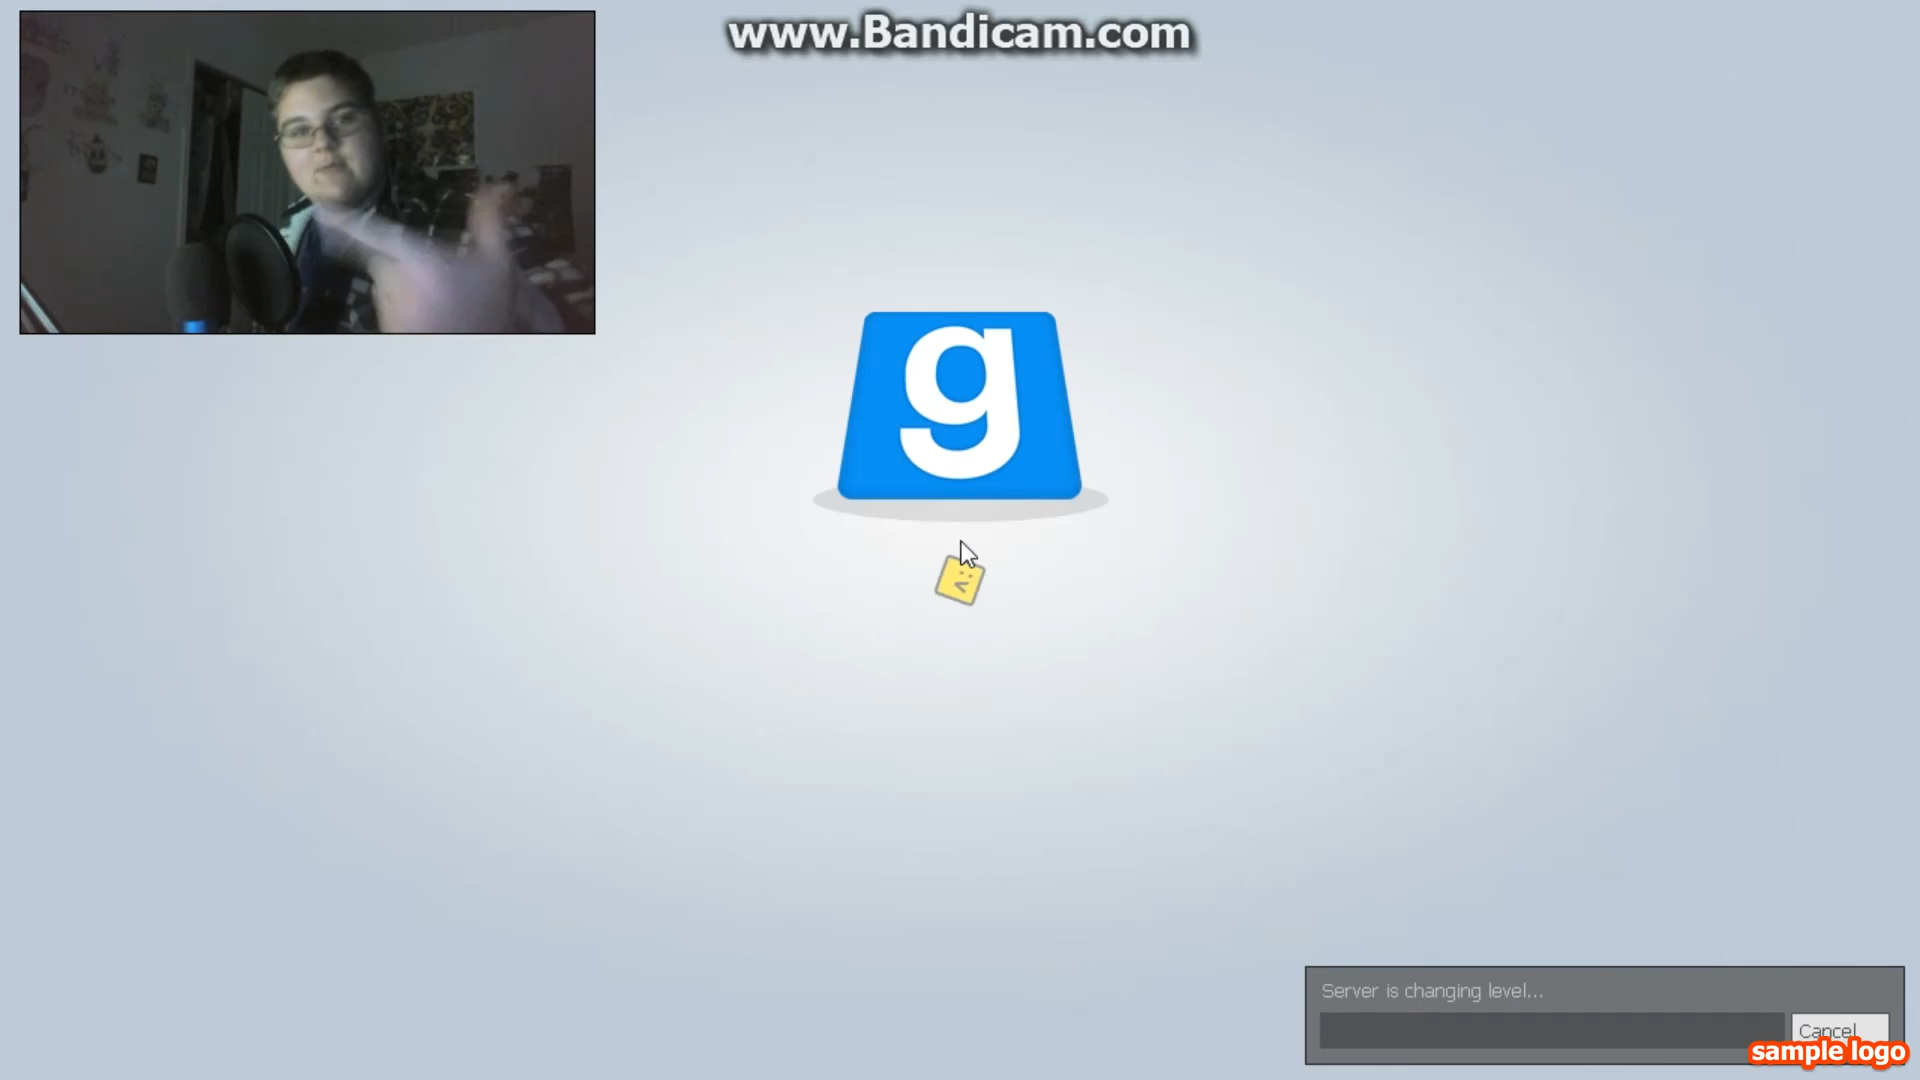 www.Bandicam.com
g
Server is changing level...
Cancel
sample logo